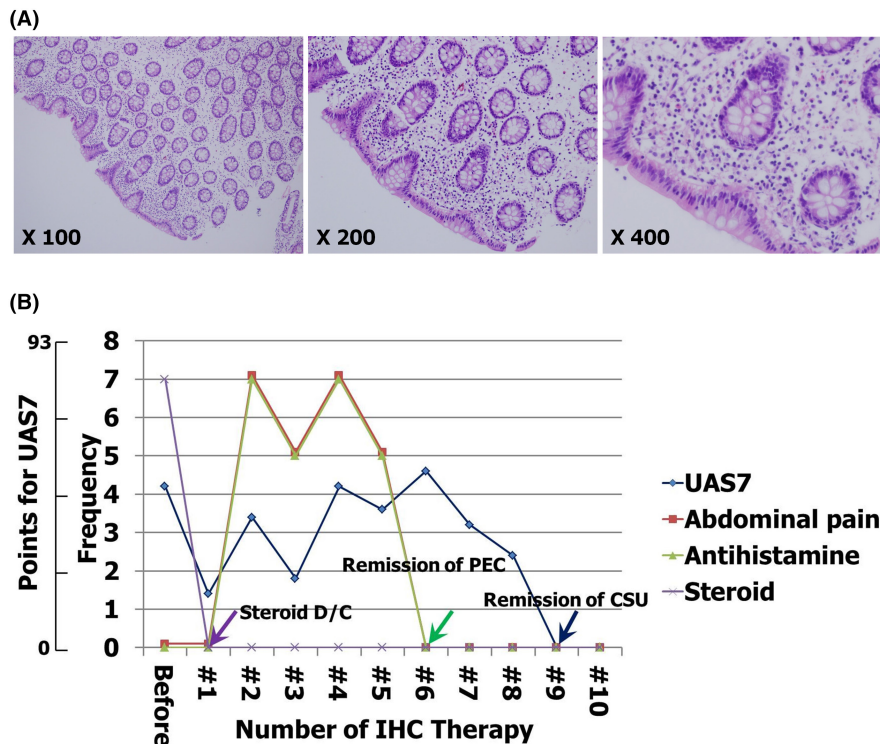 (A)
X 100
X 200
X 400
(B)
93
0
Points for UAS7
Frequency
8
7
6
5
4
3
2
1
0
Steroid D/C
Remission of PEC
Remission of CSU
UAS7
Abdominal pain
Antihistamine
Steroid
Before
#1
#2
#3
#4
#5
#6
#7
#8
#9
#10
Number of IHC Therapy